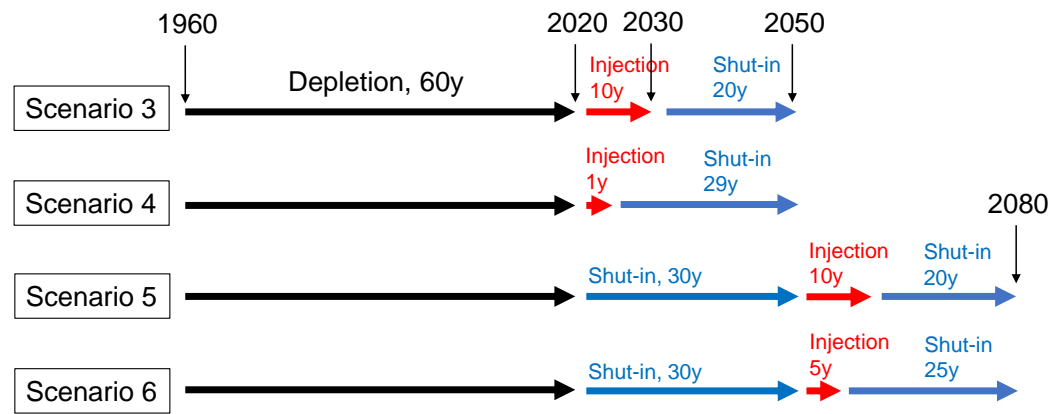 1960
2020
2030
2050
Depletion, 60y
Injection
10y
Shut-in
20y
Scenario 3
Injection
1y
Shut-in
29y
Scenario 4
2080
Scenario 5
Shut-in, 30y
Injection
10y
Shut-in
20y
Scenario 6
Shut-in, 30y
Injection
5y
Shut-in
25y